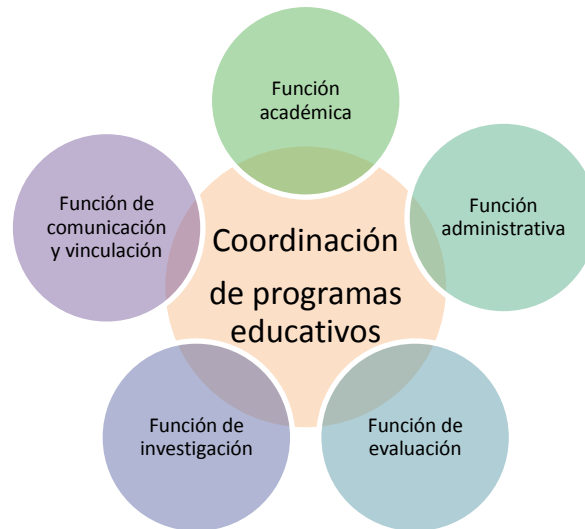 Función
académica
Función
administrativa
Función de
evaluación
Función de
investigación
Función de
comunicación
y vinculación
Coordinación
de programas
educativos